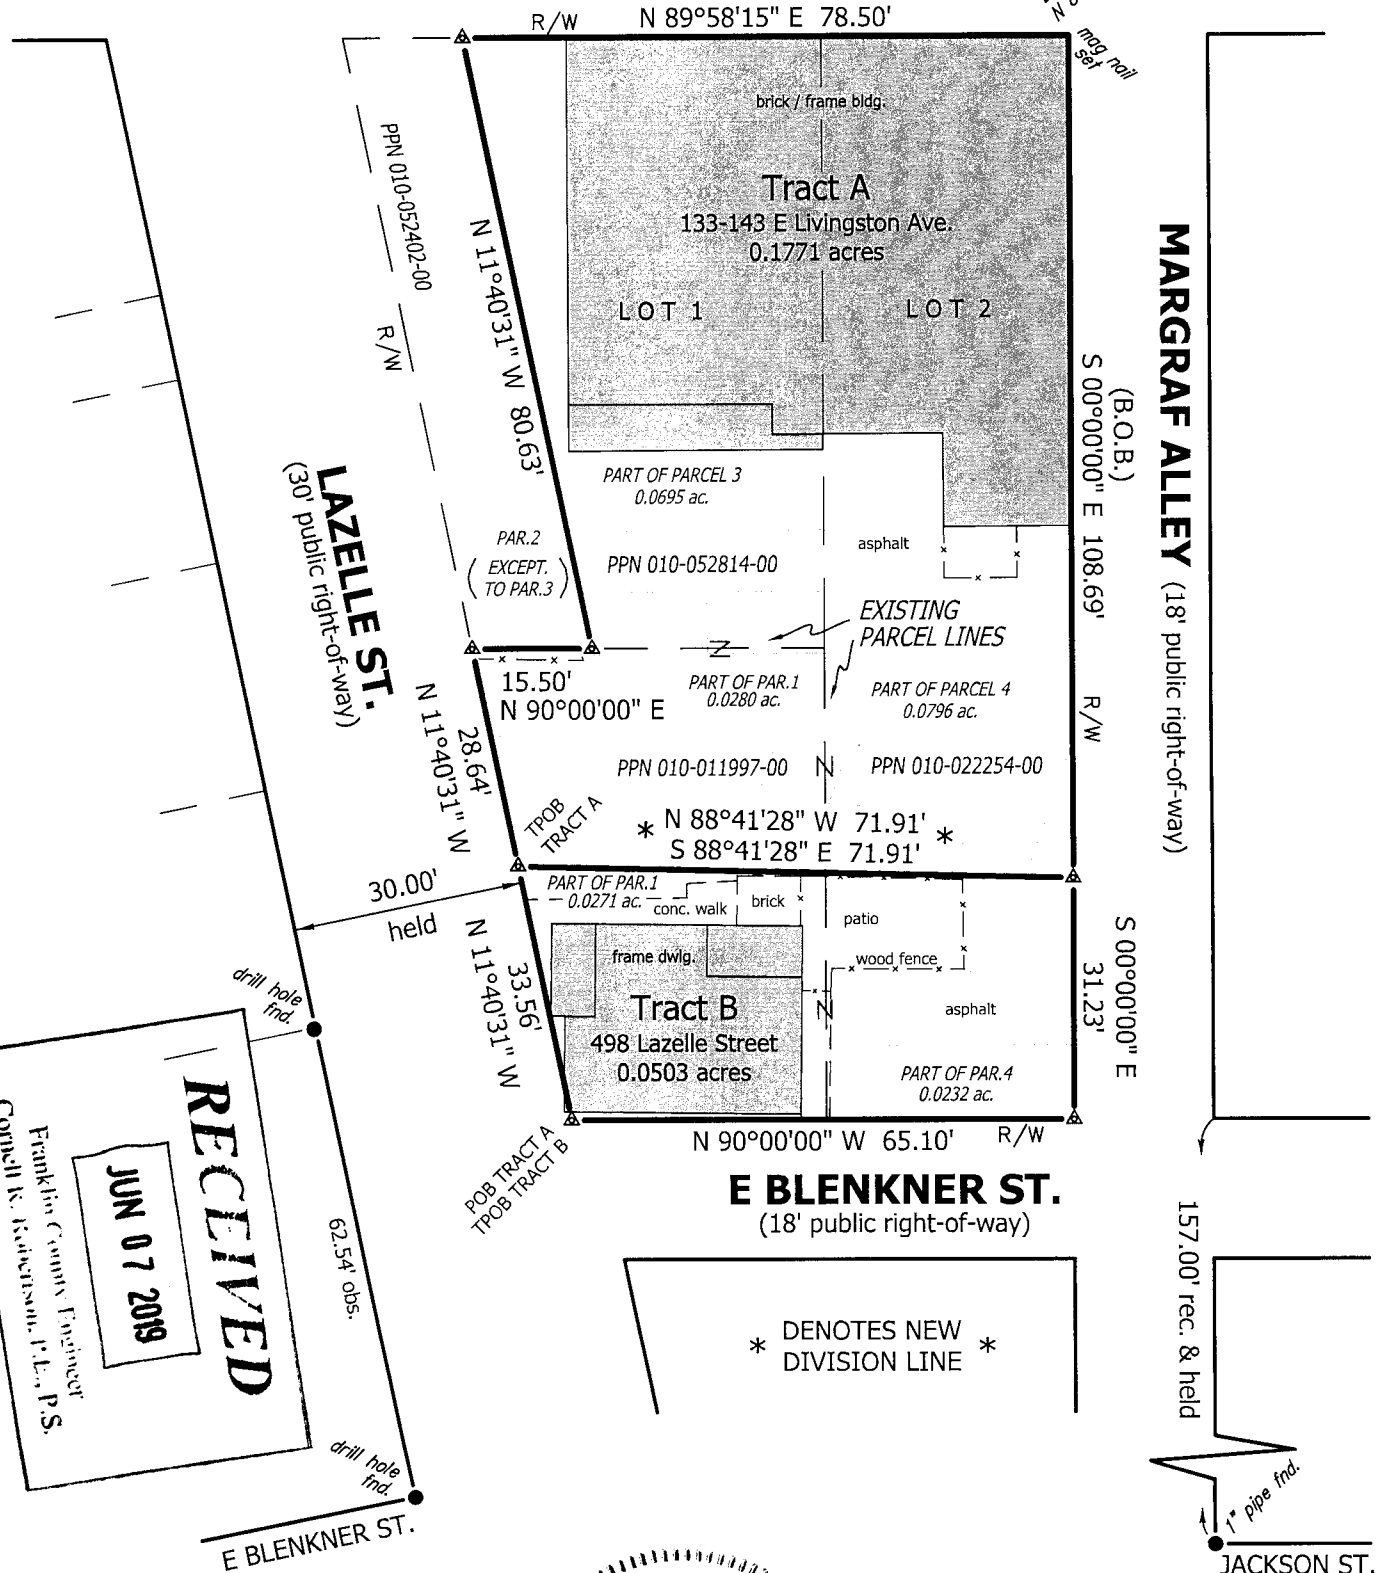 R/W
N 89°58'15" E 78.50'
mag nail
set
brick / frame bldg.
Tract A
133-143 E Livingston Ave.
0.1771 acres
LOT 1
LOT 2
PPN 010-052402-00
R/W
N 11°40'31" W 80.63'
MARGRAF ALLEY (18' public right-of-way)
(B.O.B.)
S 00°00'00" E 108.69'
R/W
LAZELLE ST.
(30' public right-of-way)
PART OF PARCEL 3
0.0695 ac.
PAR.2
(EXCEPT.
TO PAR.3)
PPN 010-052814-00
asphalt
EXISTING
PARCEL LINES
15.50'
N 90°00'00" E
PART OF PAR.1
0.0280 ac.
PART OF PARCEL 4
0.0796 ac.
28.64'
N 11°40'31" W
PPN 010-011997-00
PPN 010-022254-00
TPOB
TRACT A
* N 88°41'28" W 71.91' *
S 88°41'28" E 71.91'
30.00'
held
PART OF PAR.1
0.0271 ac.
conc. walk
brick
patio
wood fence
frame dwlg.
33.56'
N 11°40'31" W
Tract B
498 Lazelle Street
0.0503 acres
asphalt
PART OF PAR.4
0.0232 ac.
S 00°00'00" E
31.23'
drill hole
fnd.
N 90°00'00" W 65.10'
R/W
POB TRACT A
TPOB TRACT B
E BLENKNER ST.
(18' public right-of-way)
RECEIVED
JUN 07 2019
Franklin County Engineer
Cornell R. Robertson, P.E., P.S.
62.54' obs.
157.00' rec. & held
* DENOTES NEW *
DIVISION LINE
drill hole
fnd.
E BLENKNER ST.
1" pipe fnd.
JACKSON ST.